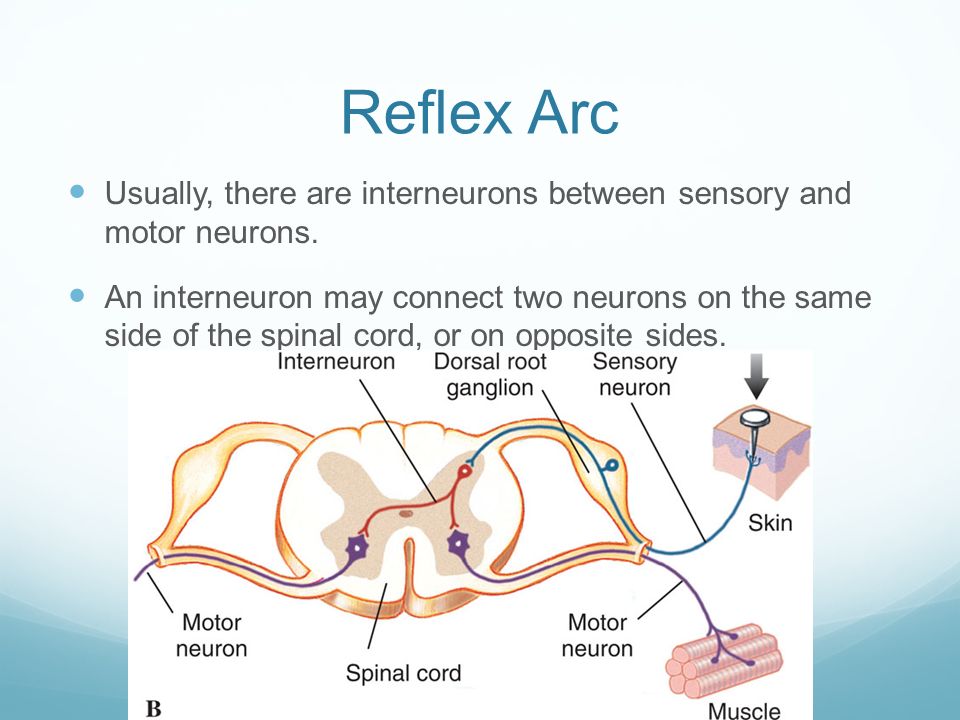 Reflex Arc
Usually, there are interneurons between sensory and
motor neurons.
An interneuron may connect two neurons on the same
side of the spinal cord, or on opposite sides.
Interneuron
Dorsal root
ganglion
Sensory
neuron
Skin
Motor
neuron
Spinal cord
Motor
neuron
Muscle
B